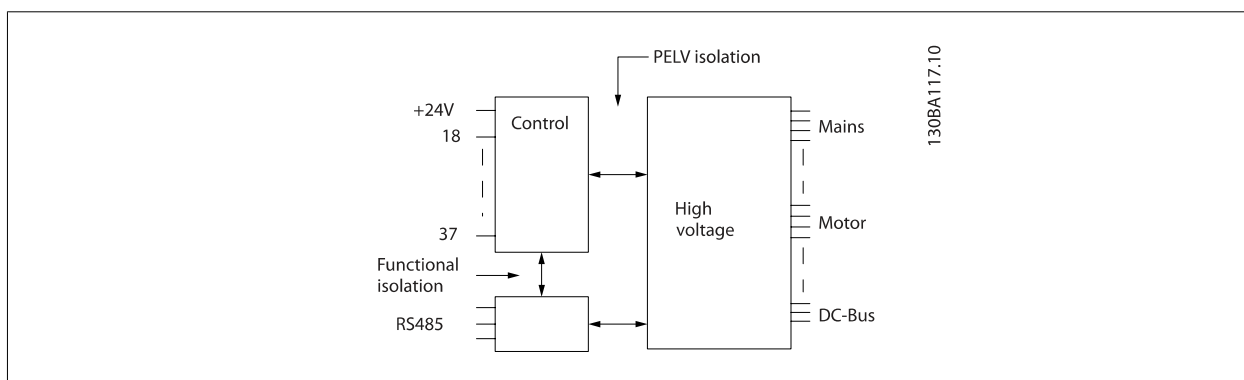 PELV isolation
+24V
Control
18
37
High
voltage
Mains
Motor
DC-Bus
Functional
isolation
RS485
130BA117.10